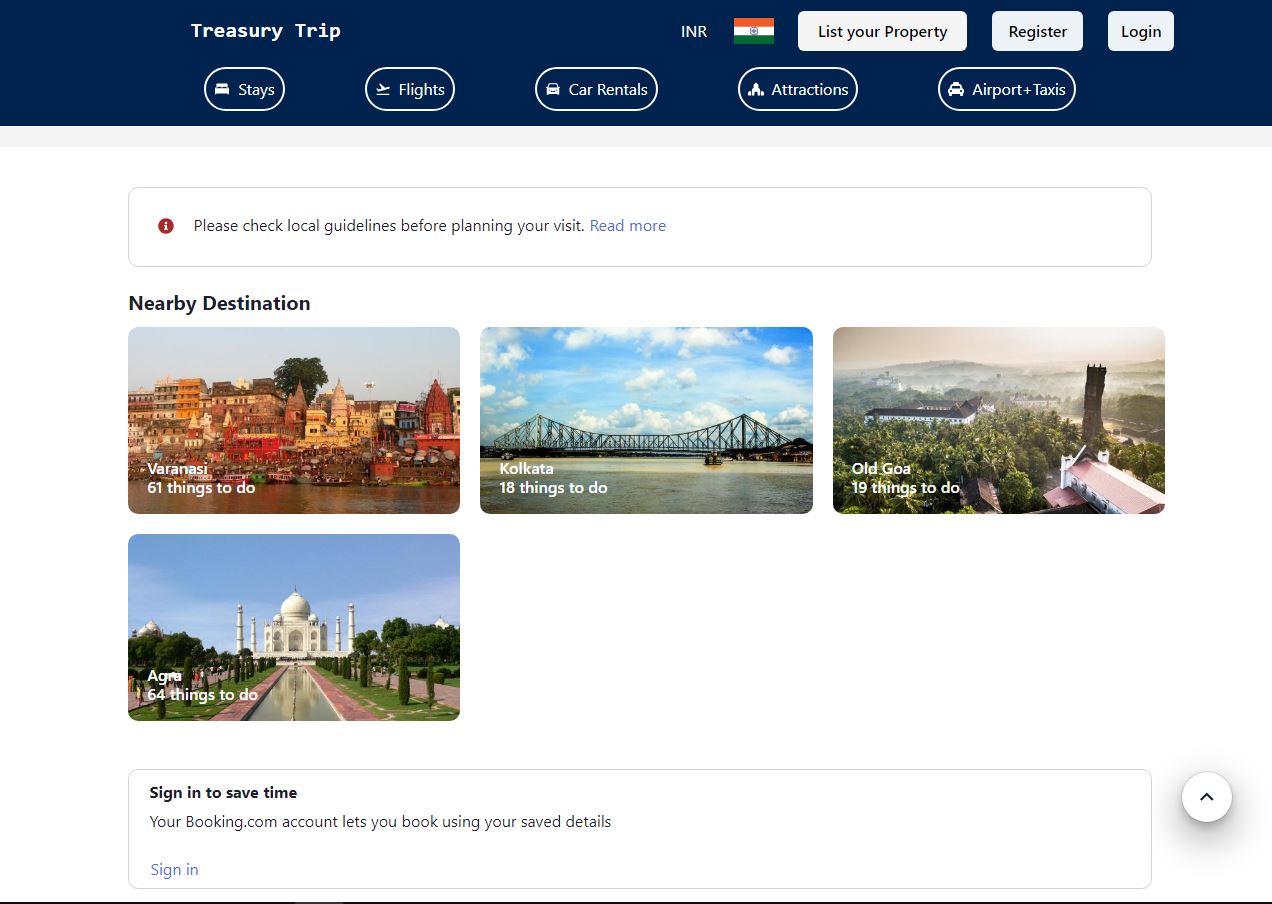 Treasury Trip
INR
List your Property
Register
Login
Stays
Flights
Car Rentals
Attractions
Airport+Taxis
Please check local guidelines before planning your visit. Read more
Nearby Destination
Varanasi
61 things to do
Kolkata
18 things to do
Old Goa
19 things to do
Agra
64 things to do
Sign in to save time
Your Booking.com account lets you book using your saved details
Sign in